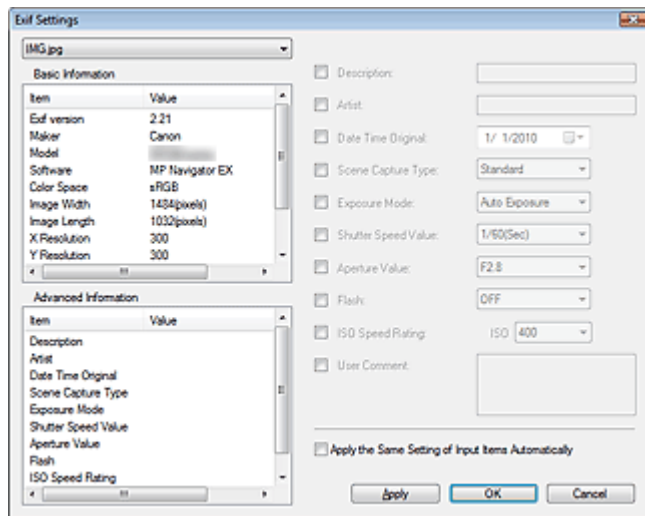 Exif Settings
IMG.jpg
Basic Information
Item Value
Exif version 2.21
Maker Canon
Model
Software MP Navigator EX
Color Space sRGB
Image Width 1484(pixels)
Image Length 1032(pixels)
X Resolution 300
Y Resolution 300
Advanced Information
Item Value
Description
Artist
Date Time Original
Scene Capture Type
Exposure Mode
Shutter Speed Value
Aperture Value
Flash
ISO Speed Rating
Description:
Artist:
Date Time Original: 1/ 1/2010
Scene Capture Type: Standard
Exposure Mode: Auto Exposure
Shutter Speed Value: 1/60(Sec)
Aperture Value: F2.8
Flash: OFF
ISO Speed Rating: ISO 400
User Comment:
Apply the Same Setting of Input Items Automatically
Apply OK Cancel